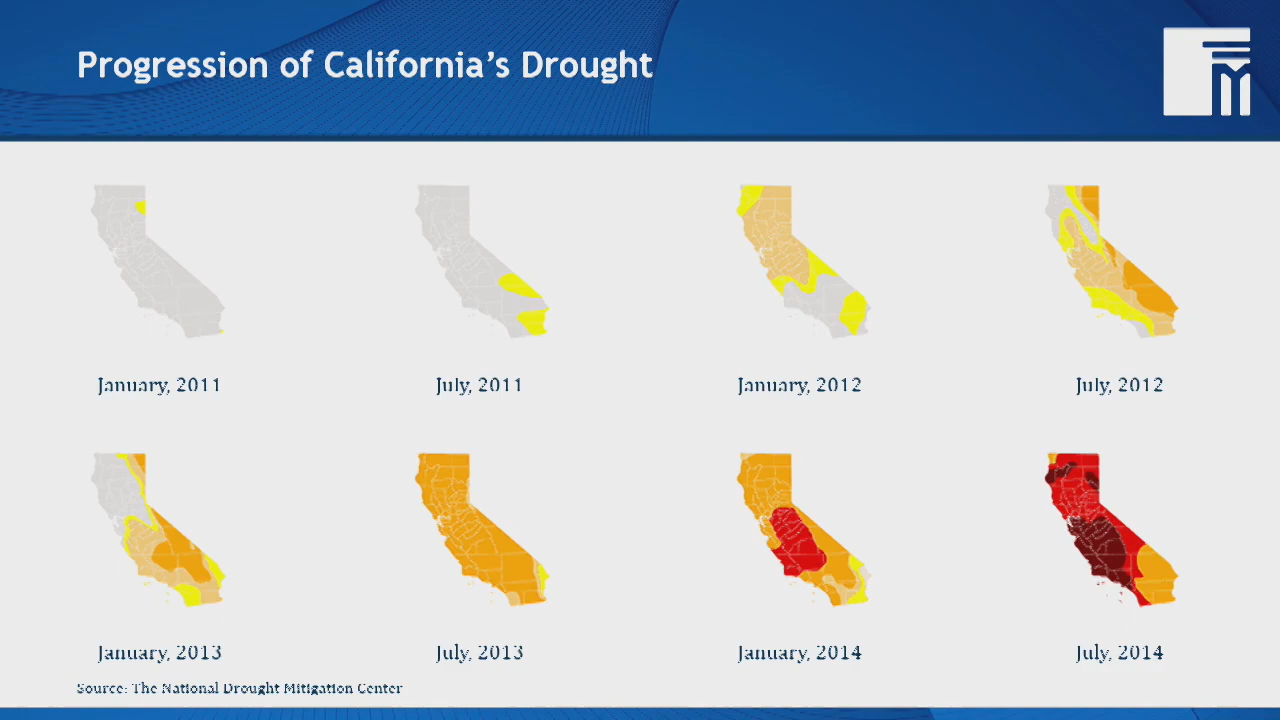 Progression of California's Drought
January, 2011
July, 2011
January, 2012
July, 2012
January, 2013
July, 2013
January, 2014
July, 2014
Source: The National Drought Mitigation Center